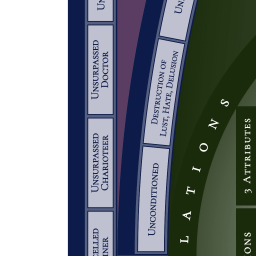 Unsurpassed
Doctor
Unsurpassed
Charioteer
Destruction of
Lust, Hate, Delusion
Unconditioned
L A T I O N S
3 Attributes